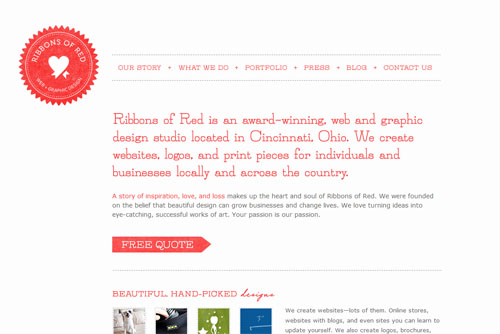 RIBBONS OF RED
WEB + GRAPHIC DESIGN
OUR STORY + WHAT WE DO + PORTFOLIO + PRESS + BLOG + CONTACT US
Ribbons of Red is an award-winning, web and graphic
design studio located in Cincinnati, Ohio. We create
websites, logos, and print pieces for individuals and
businesses locally and across the country.
A story of inspiration, love, and loss makes up the heart and soul of Ribbons of Red. We were founded
on the belief that beautiful design can grow businesses and change lives. We love turning ideas into
eye-catching, successful works of art. Your passion is our passion.
FREE QUOTE
BEAUTIFUL, HAND-PICKED designs
We create websites—lots of them. Online stores,
websites with blogs, and even sites you can learn to
update yourself. We also create logos, brochures,